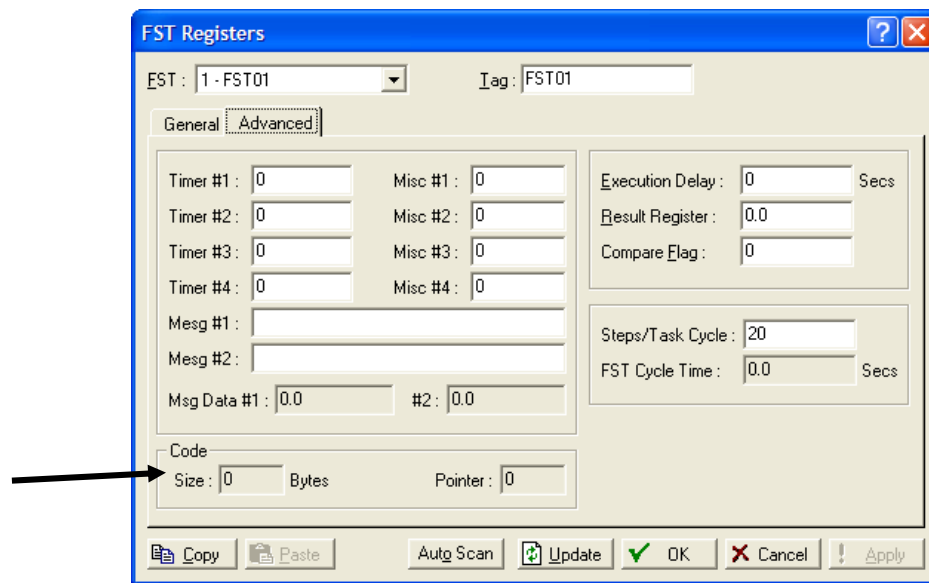 FST Registers
FST : 1 - FST01 Tag : FST01
General Advanced
Timer #1 : 0 Misc #1 : 0 Execution Delay : 0 Secs
Timer #2 : 0 Misc #2 : 0 Result Register : 0.0
Timer #3 : 0 Misc #3 : 0 Compare Flag : 0
Timer #4 : 0 Misc #4 : 0
Mesg #1 :
Mesg #2 :
Steps/Task Cycle : 20
FST Cycle Time : 0.0 Secs
Msg Data #1 : 0.0 #2 : 0.0
Code
Size : 0 Bytes Pointer : 0
Copy Paste Auto Scan Update OK Cancel Apply